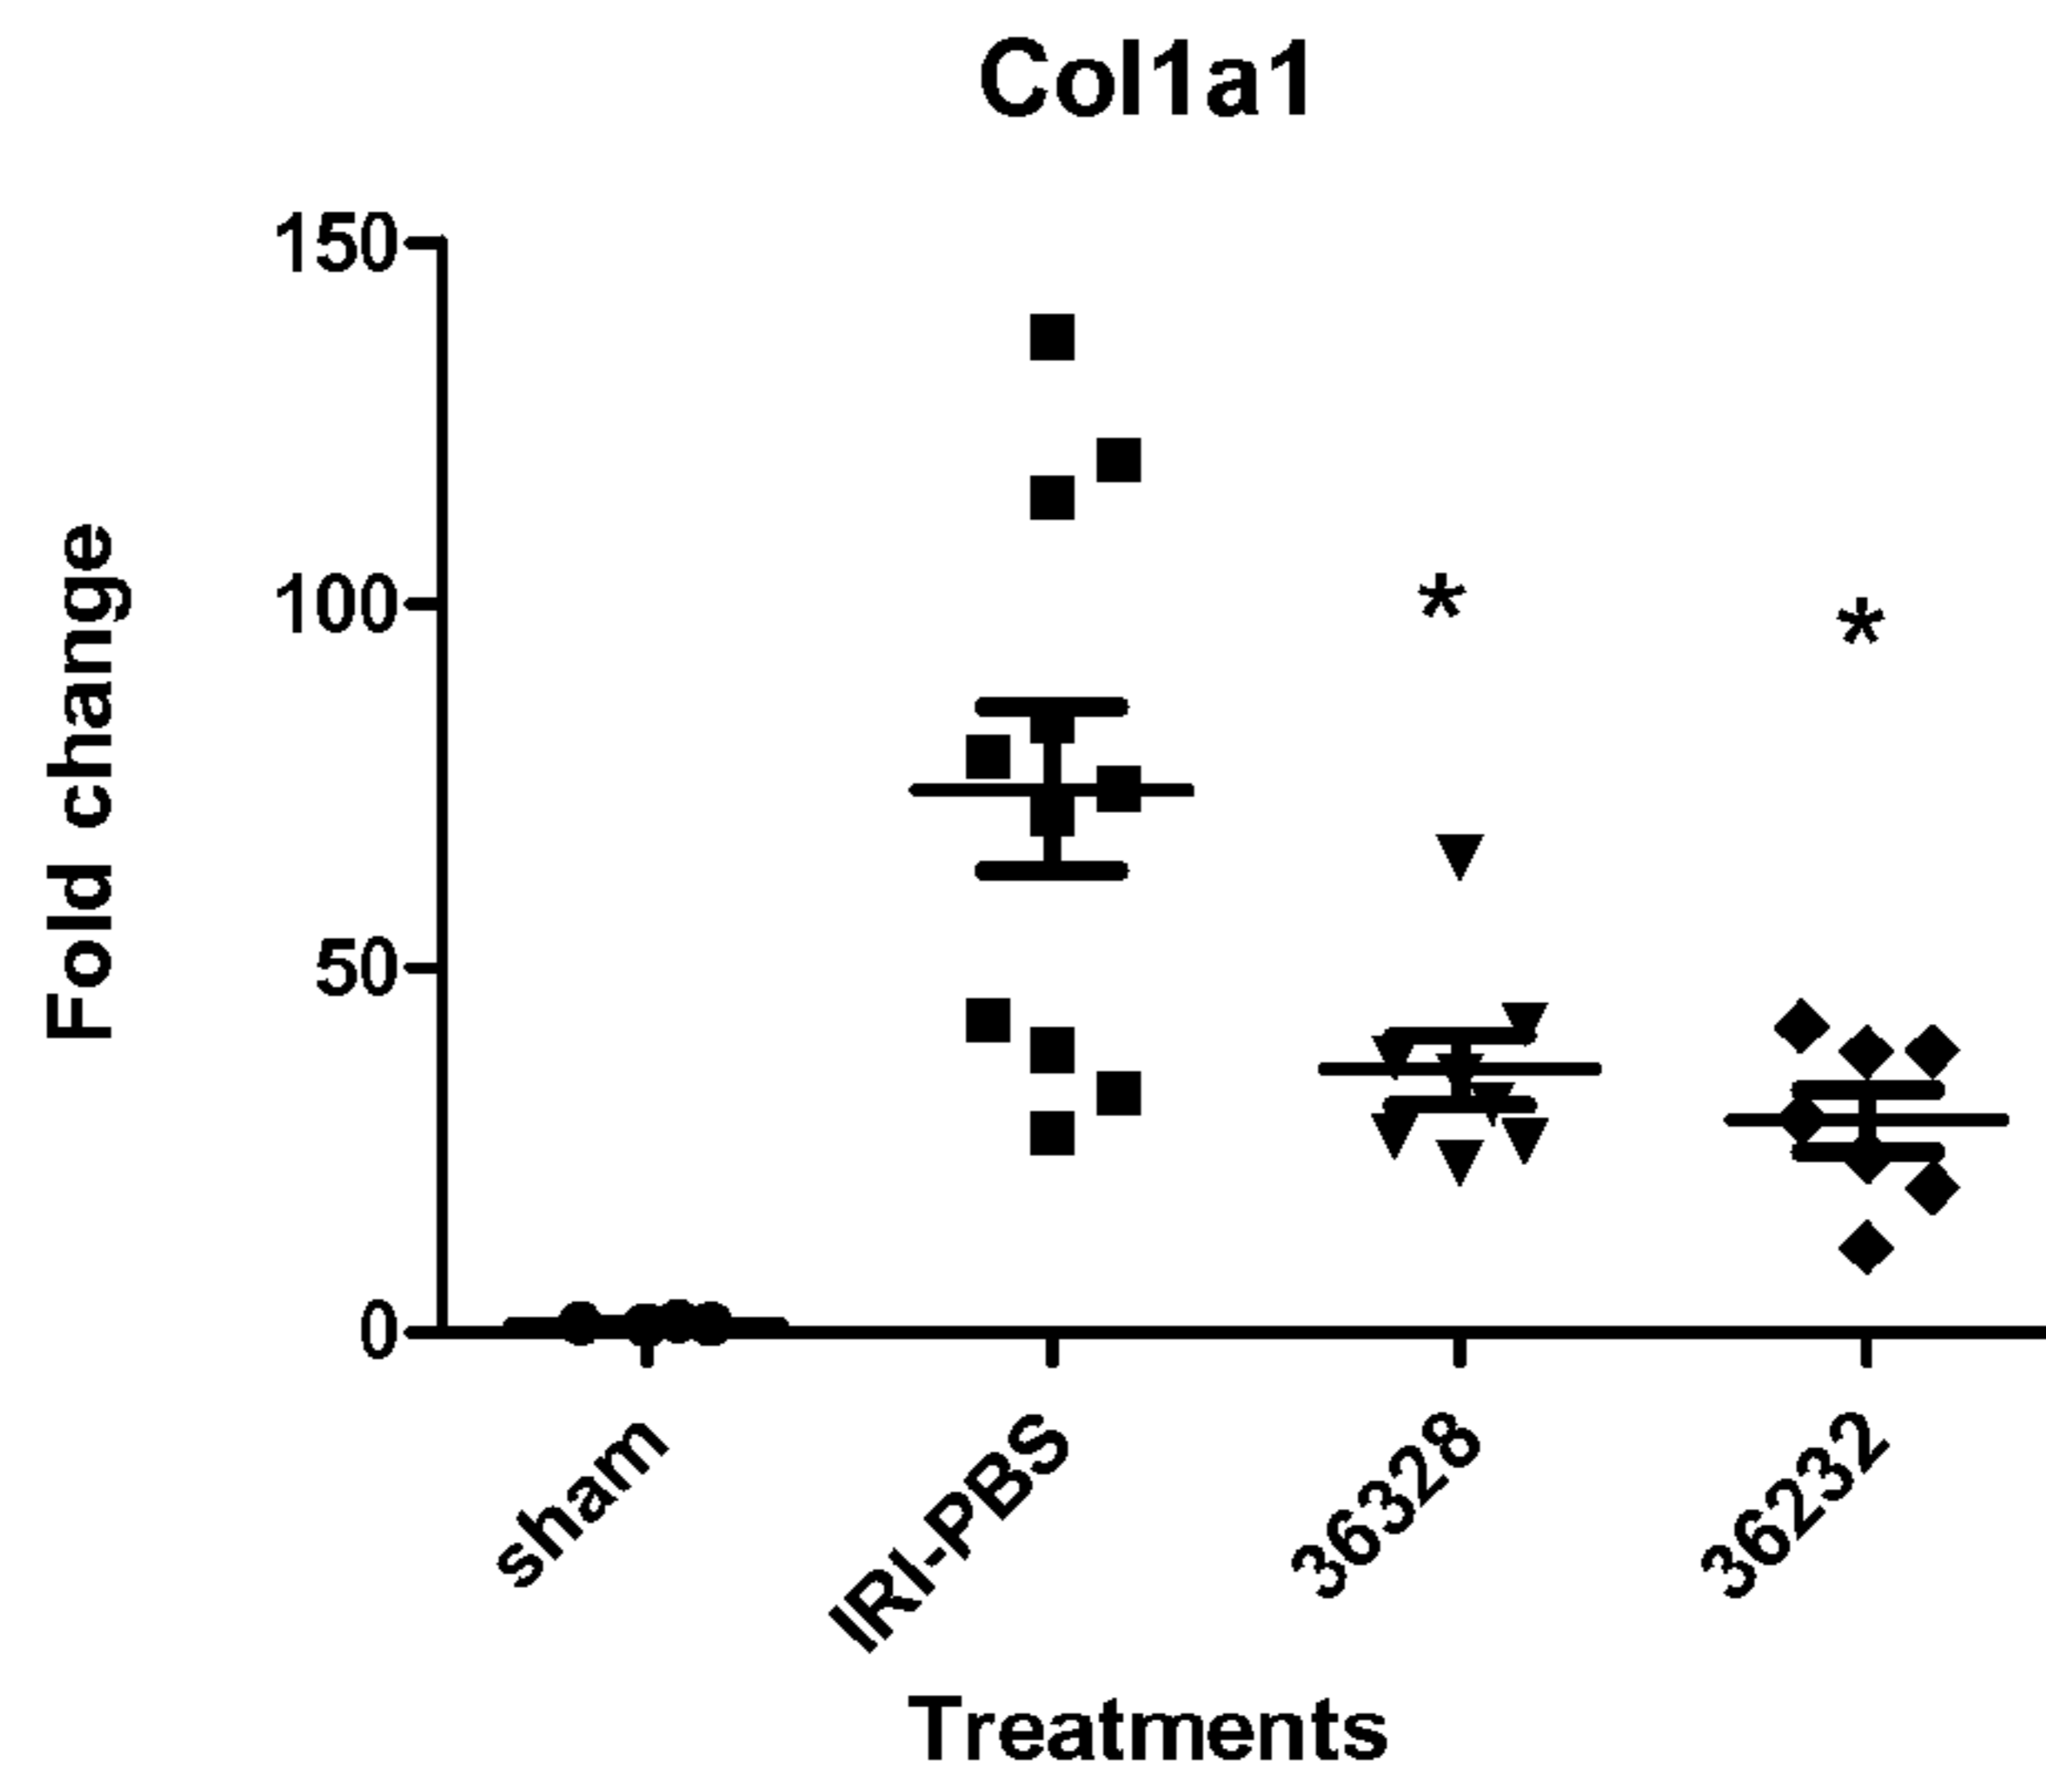 Col1a1
150
100
50
0
Fold change
*
*
sham
IRI-PBS
36328
36232
Treatments